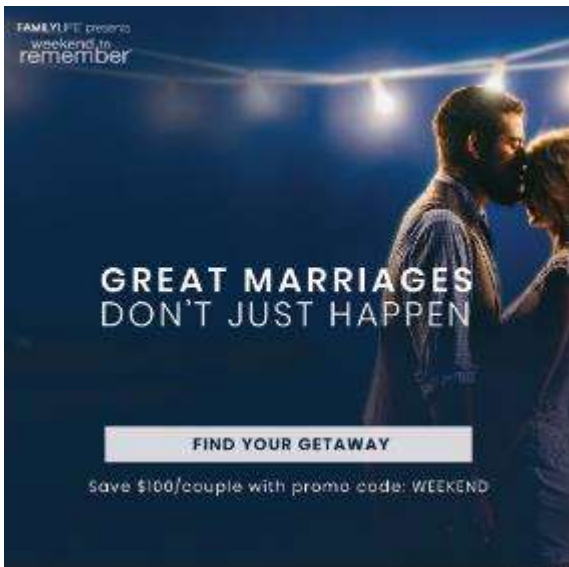 FAMILYLIFE presents
weekend to
remember
GREAT MARRIAGES
DON'T JUST HAPPEN
FIND YOUR GETAWAY
Save $100/couple with promo code: WEEKEND